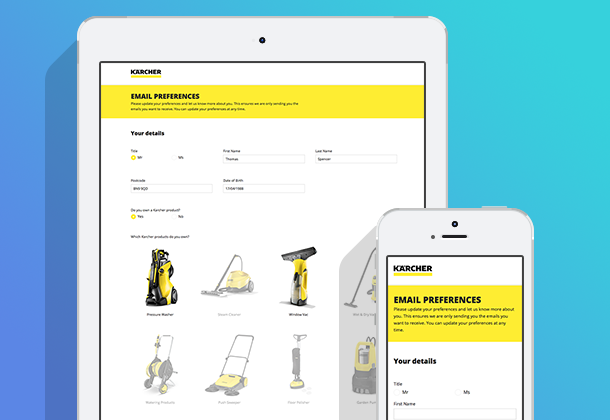 KÄRCHER
EMAIL PREFERENCES
Please update your preferences and let us know more about you. This ensures we are only sending you the
emails you want to receive. You can update your preferences at any time.
Your details
Title
Mr
Ms
First Name
Thomas
Last Name
Spencer
Postcode
Date of Birth
Do you own a Karcher product?
Yes
No
Which Karcher products do you own?
Pressure Washer
Steam Cleaner
Window Vac
Watering Products
Push Sweeper
Floor Polisher
KÄRCHER
EMAIL PREFERENCES
Please update your preferences and let us know more
about you. This ensures we are only sending you the emails you
want to receive. You can update your preferences at any
time.
Your details
Title
Mr
Ms
First Name